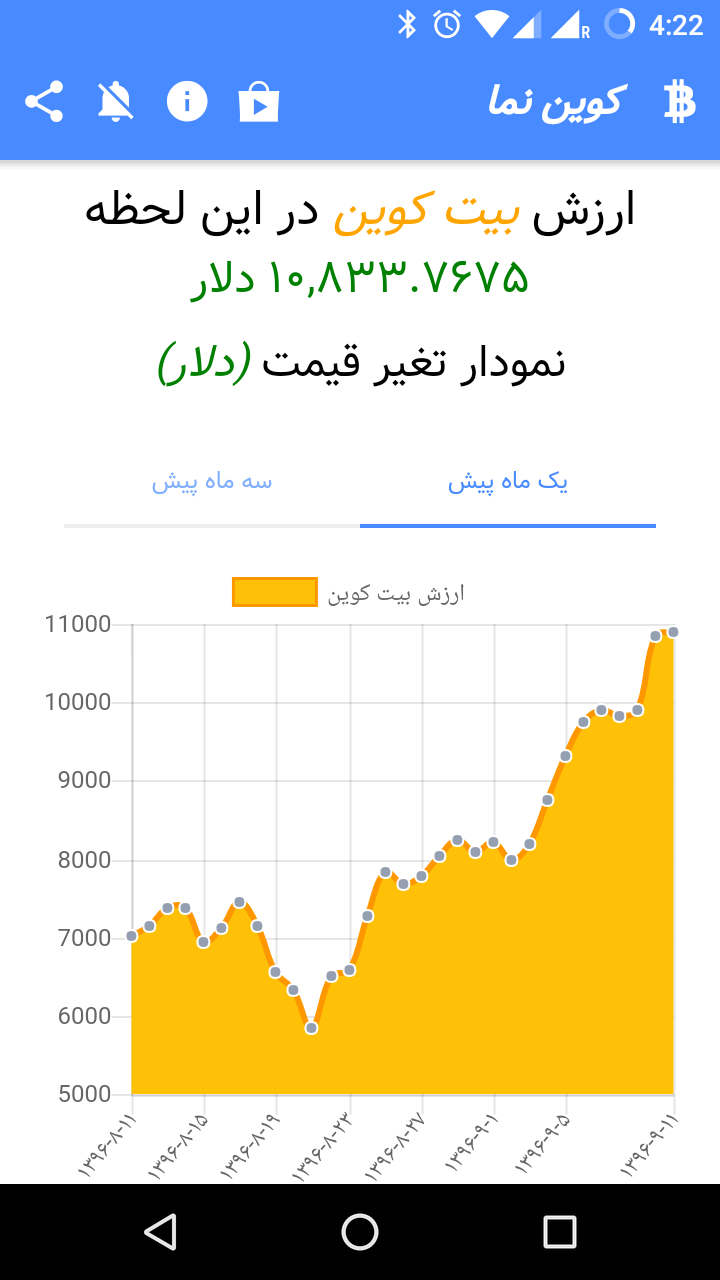 4:22
R
کوین نما
ارزش بیت کوین در این لحظه
۱۰,۸۳۳.۷۶۷۵ دلار
نمودار تغیر قیمت (دلار)
یک ماه پیش
سه ماه پیش
ارزش بیت کوین
11000
10000
9000
8000
7000
6000
5000
۱۳۹۶-۸-۱۱
۱۳۹۶-۸-۱۵
۱۳۹۶-۸-۱۹
۱۳۹۶-۸-۲۳
۱۳۹۶-۸-۲۷
۱۳۹۶-۹-۱
۱۳۹۶-۹-۵
۱۳۹۶-۹-۱۱